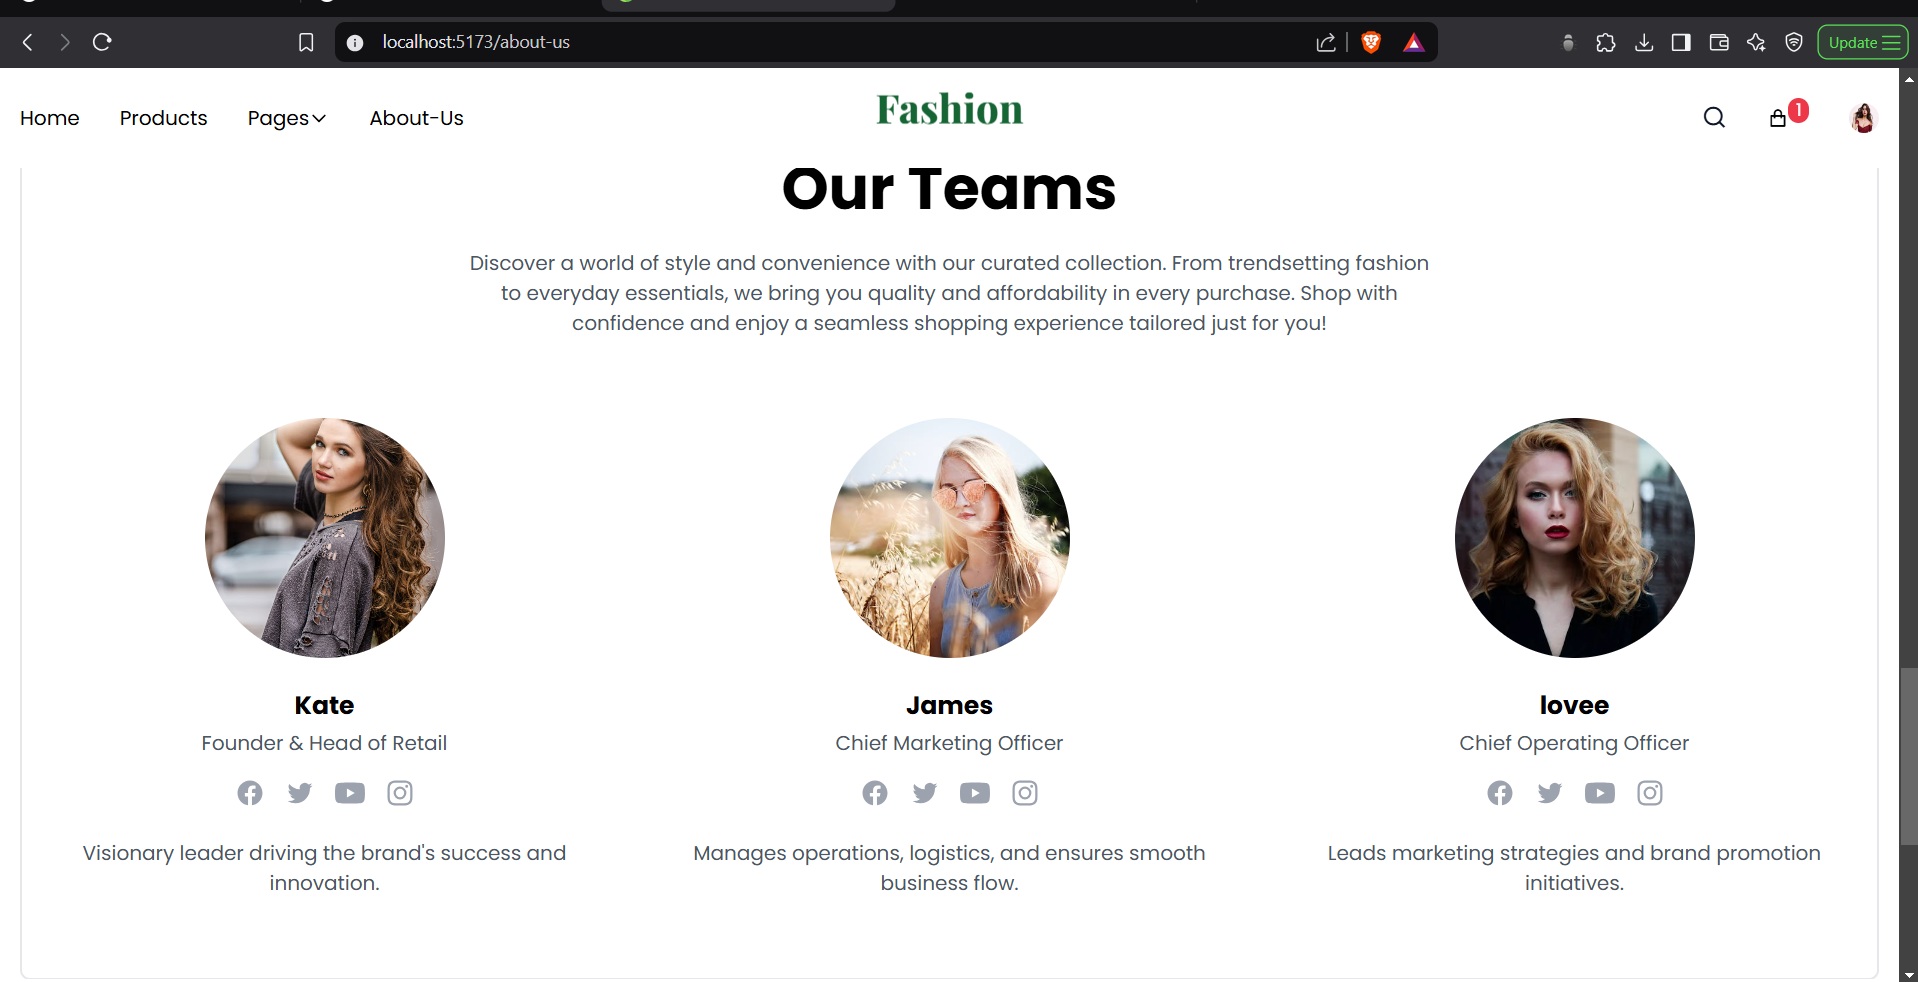 localhost:5173/about-us
Update
Home
Products
Pages
About-Us
Fashion
1
Our Teams
Discover a world of style and convenience with our curated collection. From trendsetting fashion
to everyday essentials, we bring you quality and affordability in every purchase. Shop with
confidence and enjoy a seamless shopping experience tailored just for you!
Kate
Founder & Head of Retail
Visionary leader driving the brand's success and
innovation.
James
Chief Marketing Officer
Manages operations, logistics, and ensures smooth
business flow.
lovee
Chief Operating Officer
Leads marketing strategies and brand promotion
initiatives.